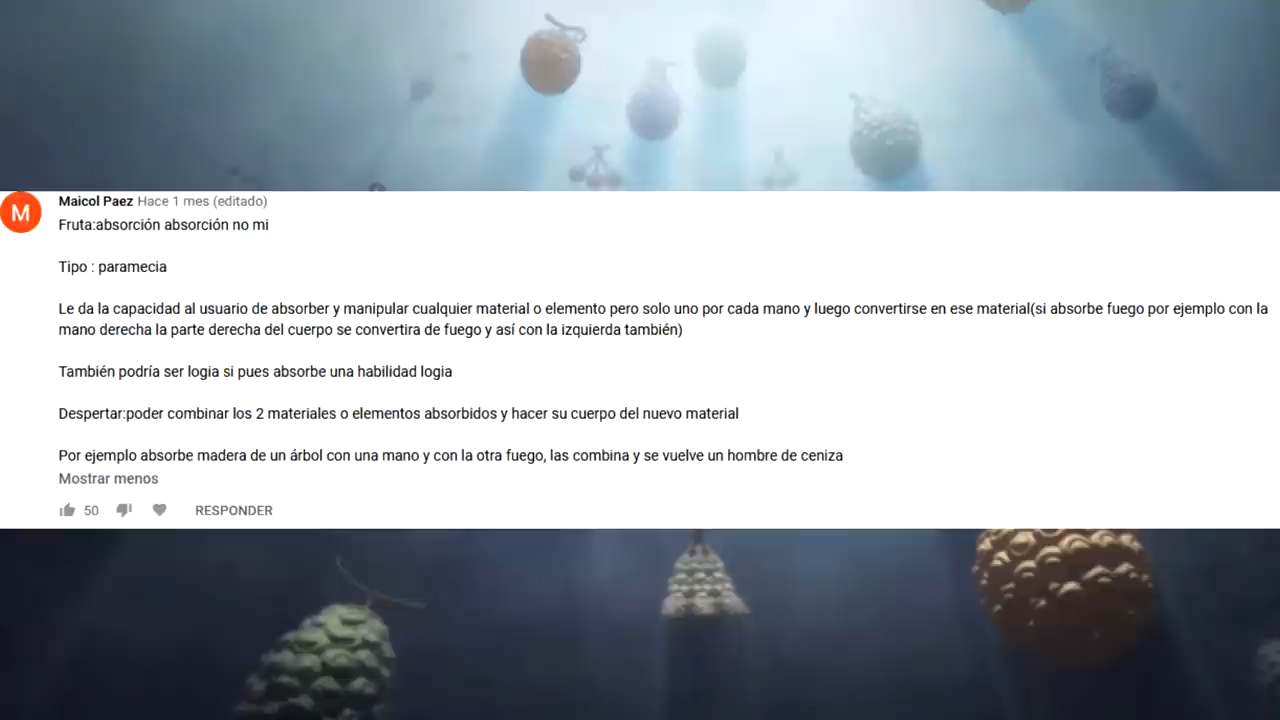 M
Maicol Paez Hace 1 mes (editado)
Fruta:absorción absorción no mi
Tipo : paramecia
Le da la capacidad al usuario de absorber y manipular cualquier material o elemento pero solo uno por cada mano y luego convertirse en ese material(si absorbe fuego por ejemplo con la
mano derecha la parte derecha del cuerpo se convertira de fuego y así con la izquierda también)
También podría ser logia si pues absorbe una habilidad logia
Despertar:poder combinar los 2 materiales o elementos absorbidos y hacer su cuerpo del nuevo material
Por ejemplo absorbe madera de un árbol con una mano y con la otra fuego, las combina y se vuelve un hombre de ceniza
Mostrar menos
50 RESPONDER